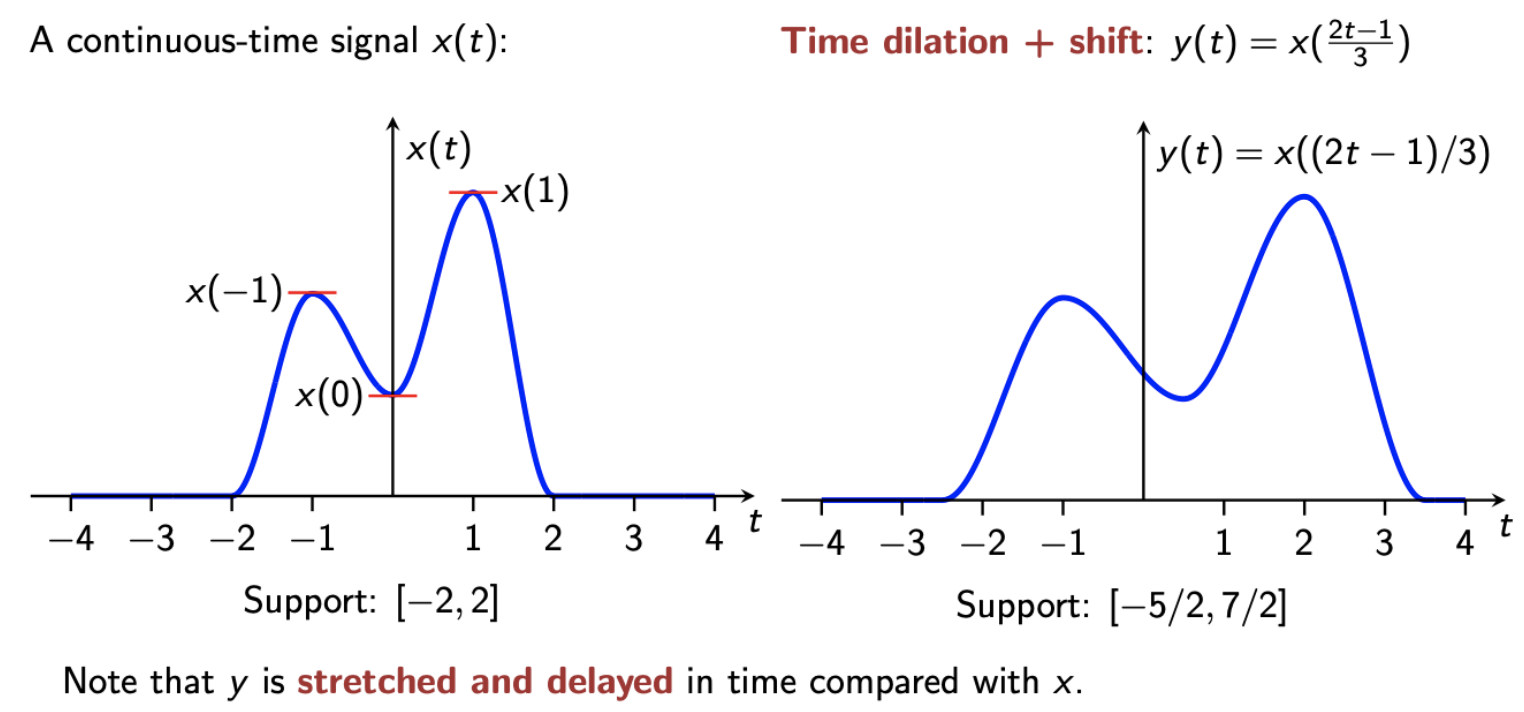 A continuous-time signal x(t):
x(t)
x(1)
x(−1)
x(0)
−4 −3 −2 −1 1 2 3 4 t
Support: [−2, 2]
Time dilation + shift: y(t) = x(\frac{2t−1}{3})
y(t) = x((2t − 1)/3)
−4 −3 −2 −1 1 2 3 4 t
Support: [−5/2, 7/2]
Note that y is stretched and delayed in time compared with x.